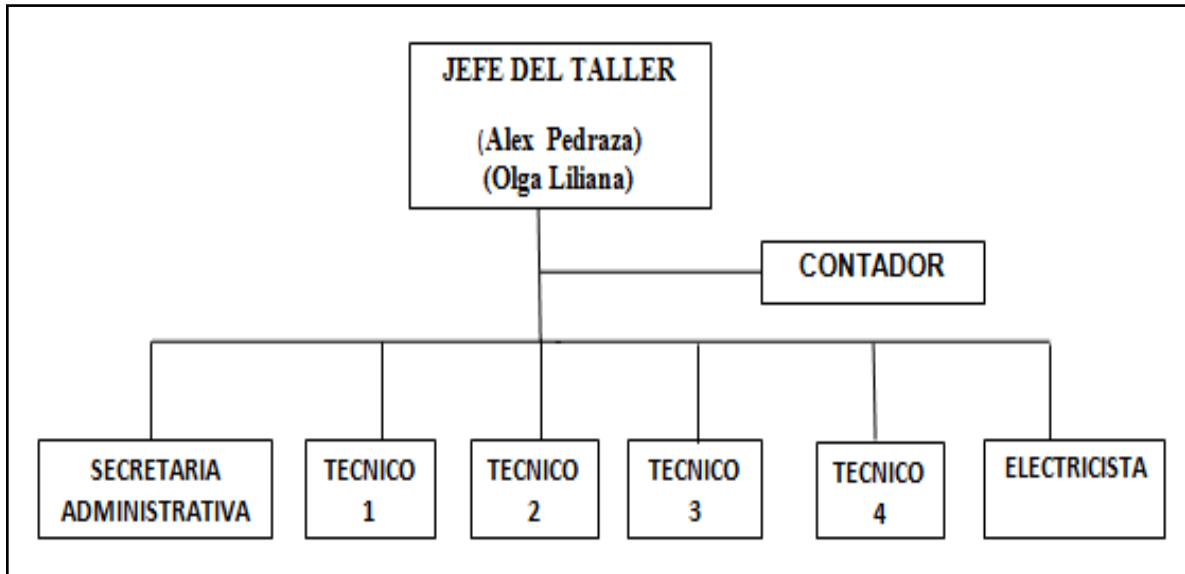 JEFE DEL TALLER
(Alex Pedraza)
(Olga Liliana)
CONTADOR
SECRETARIA
ADMINISTRATIVA
TECNICO
1
TECNICO
2
TECNICO
3
TECNICO
4
ELECTRICISTA